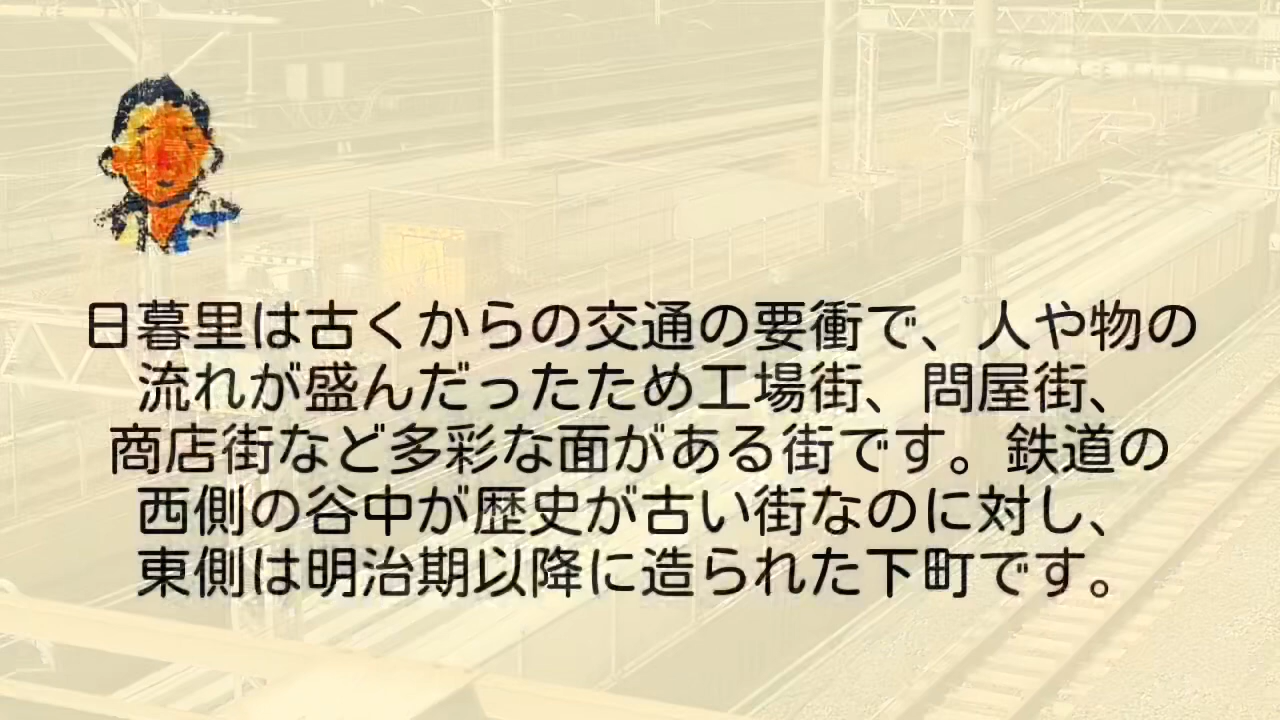 日暮里は古くからの交通の要衝で、人や物の
流れが盛んだったため工場街、問屋街、
商店街など多彩な面がある街です。鉄道の
西側の谷中が歴史が古い街なのに対し、
東側は明治期以降に造られた下町です。